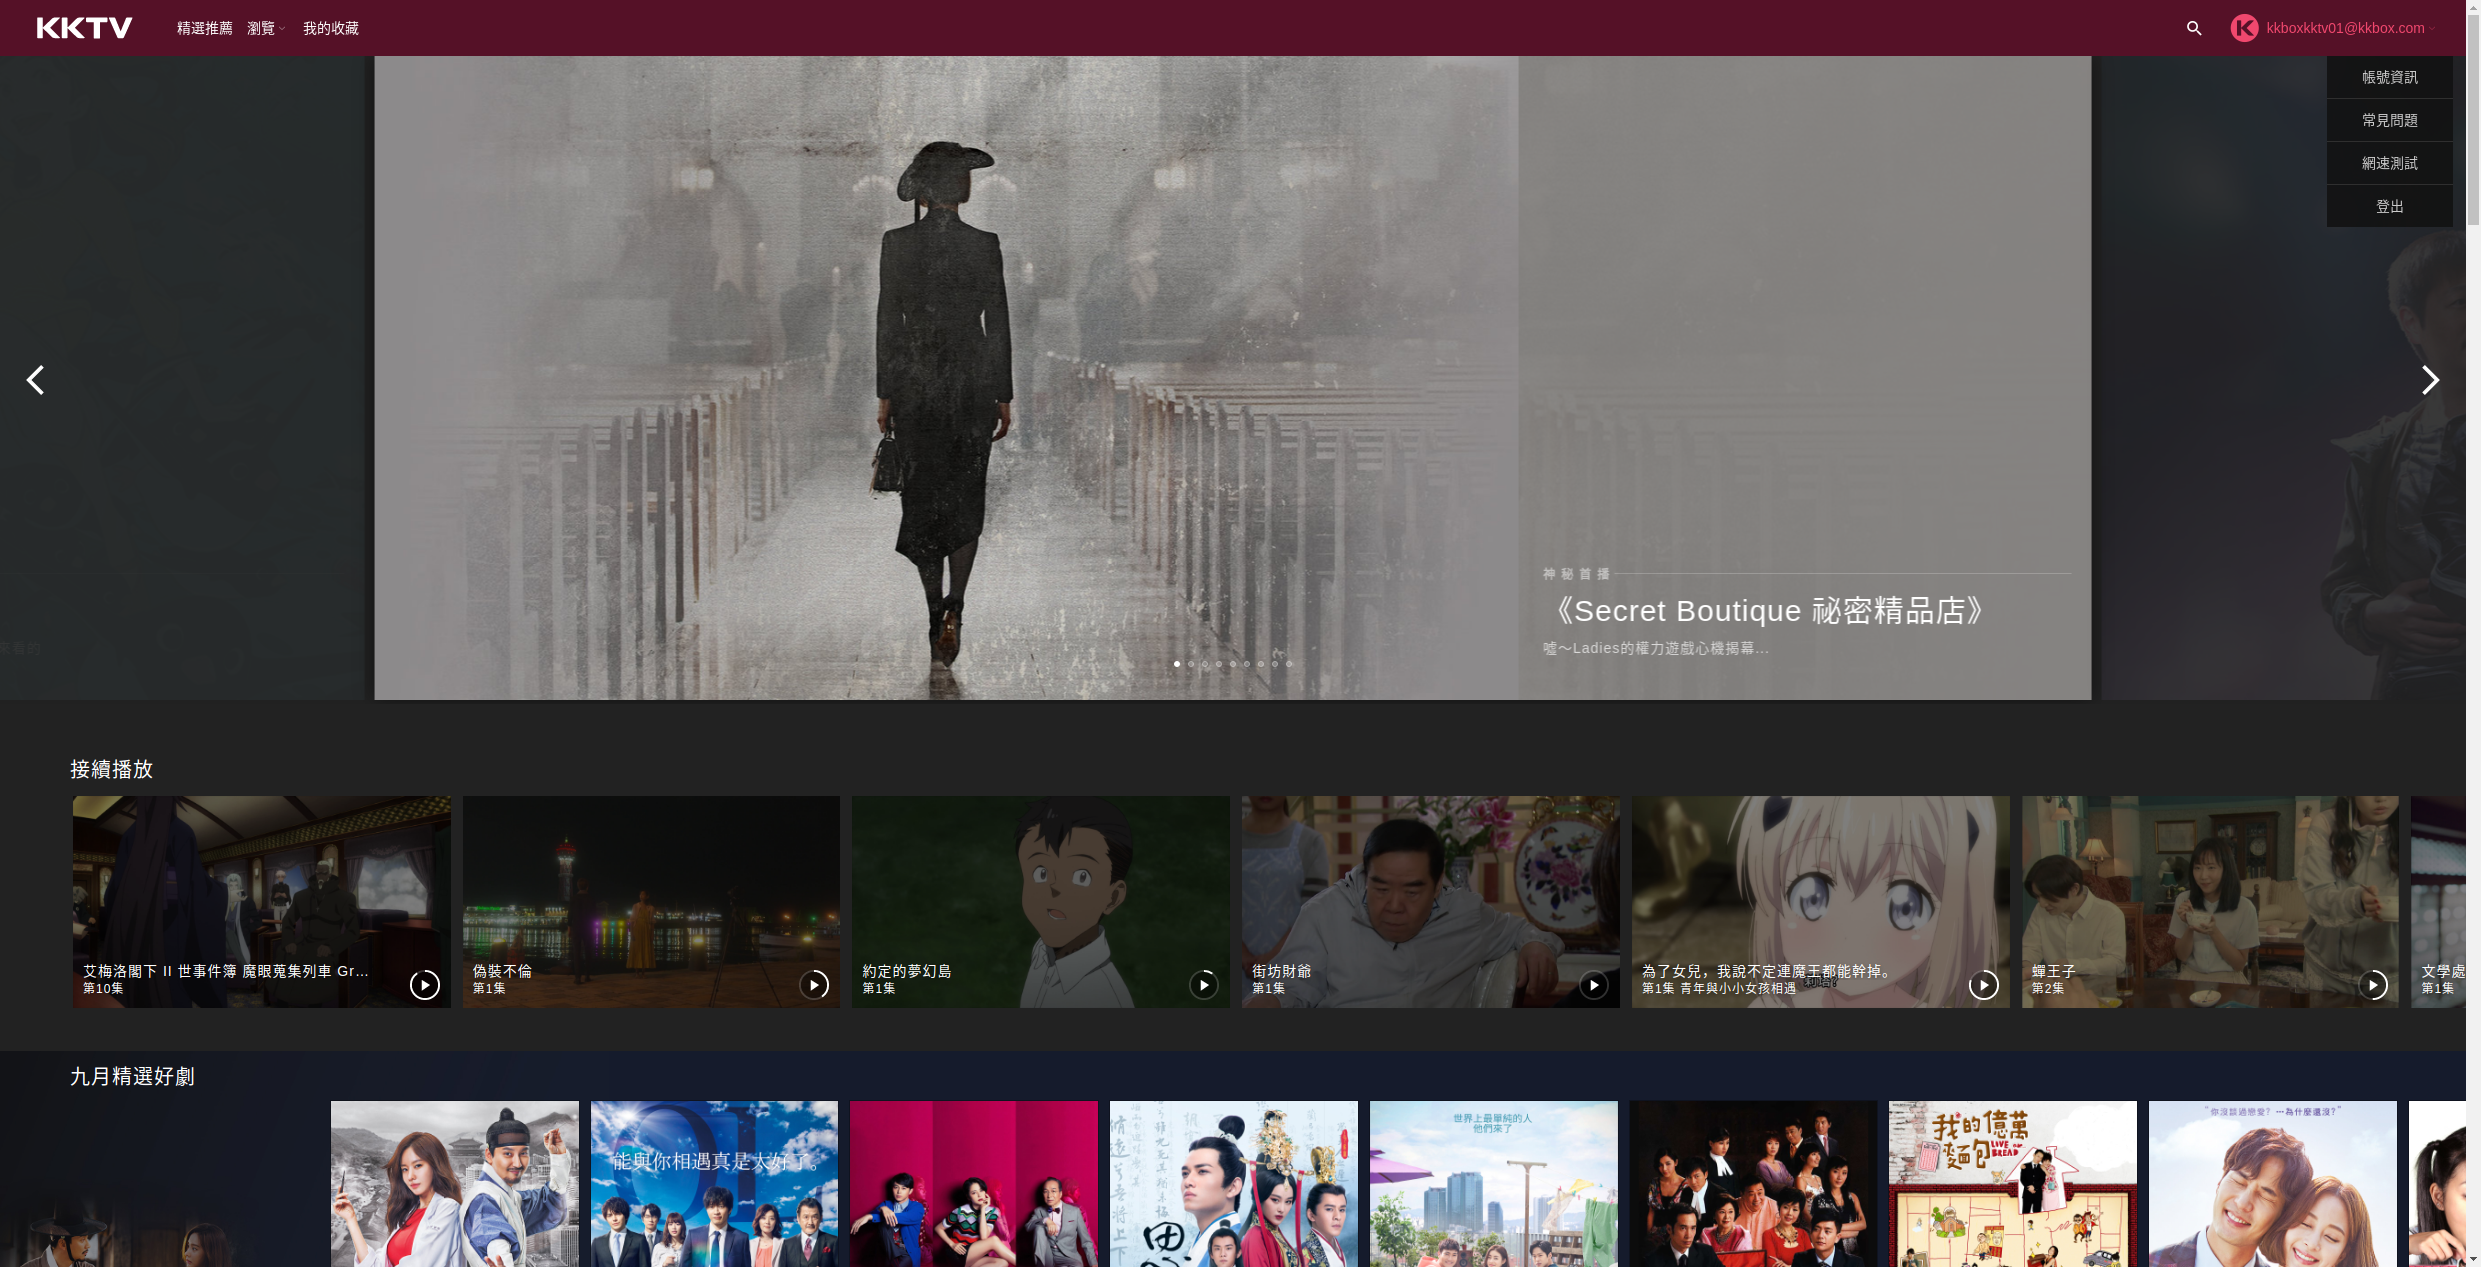 KKTV
精選推薦 瀏覽 我的收藏
kkboxkktv01@kkbox.com
帳號資訊
常見問題
網速測試
登出
來看的
神秘首播
《Secret Boutique 祕密精品店》
噓～Ladies的權力遊戲心機揭幕...
接續播放
艾梅洛閣下 II 世事件簿 魔眼蒐集列車 Gr...
第10集
偽裝不倫
第1集
約定的夢幻島
第1集
街坊財爺
第1集
為了女兒，我說不定連魔王都能幹掉。
第1集 青年與小小女孩相遇
蟬王子
第2集
文學處
第1集
九月精選好劇
能與你相遇真是太好了。
世界上最單純的人
他們來了
我的億萬
麵包
LIVE ON BREAD
"你沒談過戀愛？⋯為什麼還沒？"